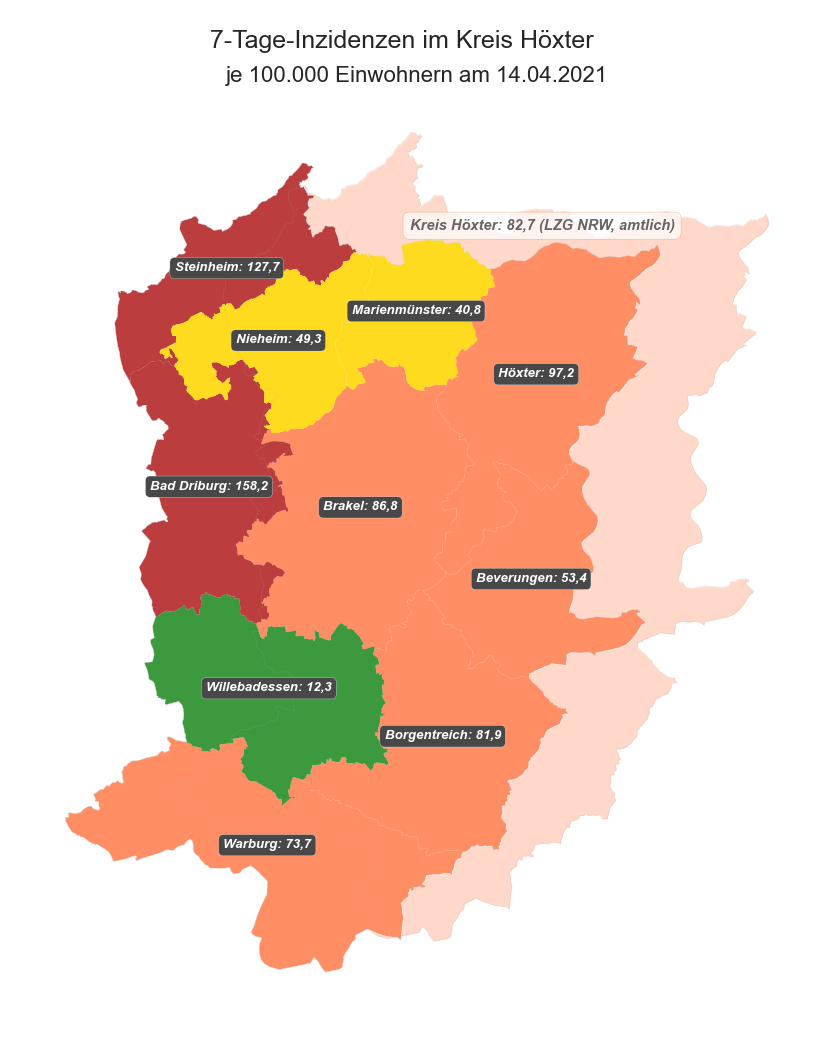 7-Tage-Inzidenzen im Kreis Höxter
je 100.000 Einwohnern am 14.04.2021
Kreis Höxter: 82,7 (LZG NRW, amtlich)
Steinheim: 127,7
Marienmünster: 40,8
Nieheim: 49,3
Höxter: 97,2
Bad Driburg: 158,2
Brakel: 86,8
Beverungen: 53,4
Willebadessen: 12,3
Borgentreich: 81,9
Warburg: 73,7